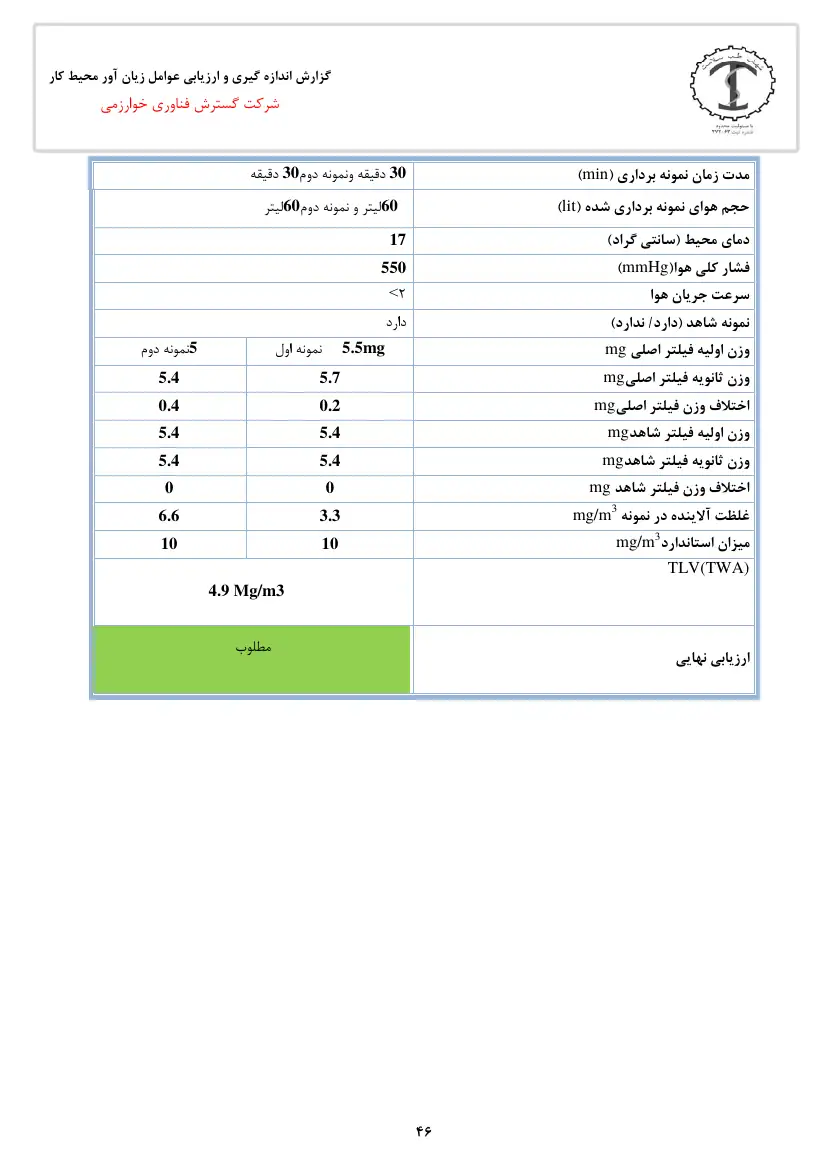 گزارش اندازه گیری و ارزیابی عوامل زیان آور محیط کار
شرکت گسترش فناوری خوارزمی
شهاب طب سلامت
با مسئولیت محدود
مدت زمان نمونه برداری (min) 30 دقیقه ونمونه دوم30 دقیقه
حجم هوای نمونه برداری شده (lit) 60لیتر و نمونه دوم60لیتر
دمای محیط (سانتی گراد) 17
فشار کلی هوا(mmHg) 550
سرعت جریان هوا ۲>
نمونه شاهد (دارد/ ندارد) دارد
وزن اولیه فیلتر اصلی mg 5.5mg نمونه اول 5نمونه دوم
وزن ثانویه فیلتر اصلیmg 5.7 5.4
اختلاف وزن فیلتر اصلیmg 0.2 0.4
وزن اولیه فیلتر شاهدmg 5.4 5.4
وزن ثانویه فیلتر شاهدmg 5.4 5.4
اختلاف وزن فیلتر شاهد mg 0 0
غلظت آلاینده در نمونه mg/m3 3.3 6.6
میزان استانداردmg/m3 10 10
TLV(TWA)
4.9 Mg/m3
مطلوب
ارزیابی نهایی
۴۶